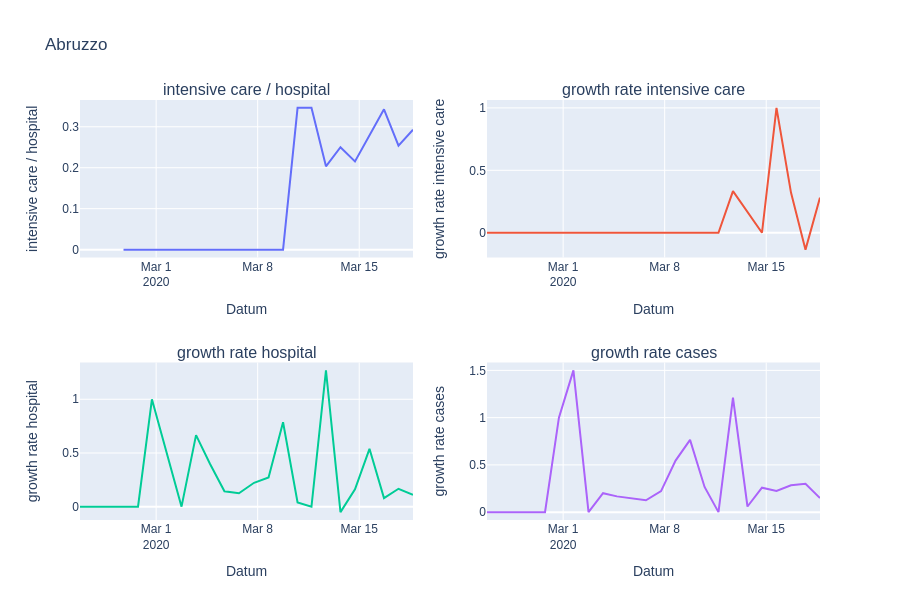 Abruzzo
intensive care / hospital
intensive care / hospital
0.3
0.2
0.1
0
Mar 1
2020
Mar 8
Mar 15
Datum
growth rate intensive care
growth rate intensive care
1
0.5
0
Mar 1
2020
Mar 8
Mar 15
Datum
growth rate hospital
growth rate hospital
1
0.5
0
Mar 1
2020
Mar 8
Mar 15
Datum
growth rate cases
growth rate cases
1.5
1
0.5
0
Mar 1
2020
Mar 8
Mar 15
Datum